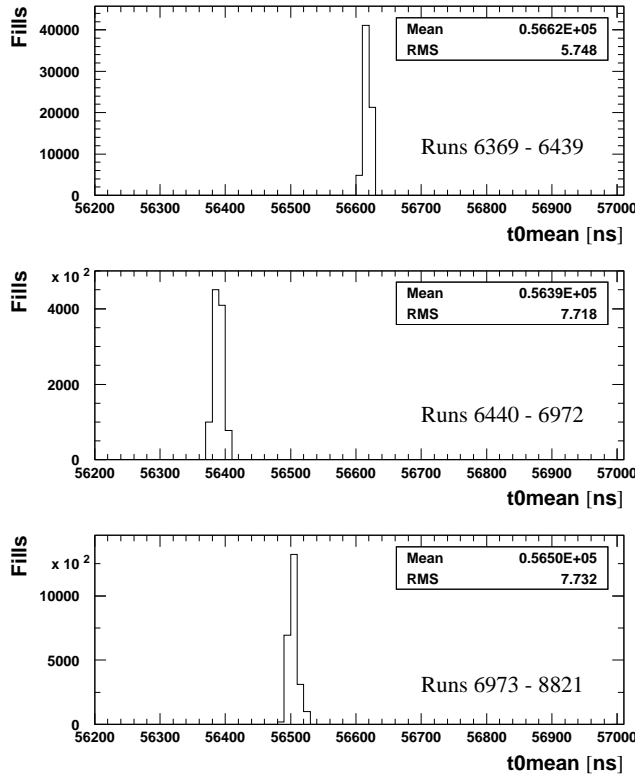 Fills
40000
30000
20000
10000
0
Mean 0.5662E+05
RMS 5.748
Runs 6369 - 6439
56200 56300 56400 56500 56600 56700 56800 56900 57000
t0mean [ns]
Fills
x 10 2
4000
2000
0
Mean 0.5639E+05
RMS 7.718
Runs 6440 - 6972
56200 56300 56400 56500 56600 56700 56800 56900 57000
t0mean [ns]
Fills
x 10 2
10000
5000
0
Mean 0.5650E+05
RMS 7.732
Runs 6973 - 8821
56200 56300 56400 56500 56600 56700 56800 56900 57000
t0mean [ns]